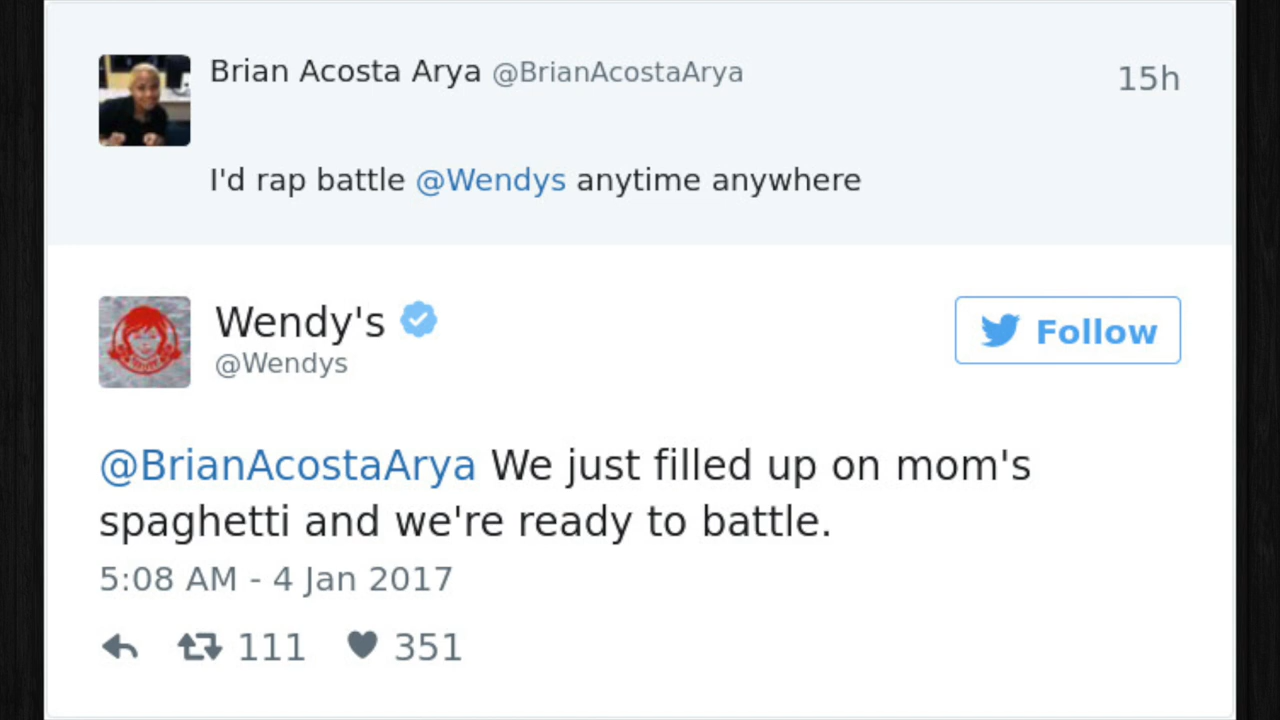 Brian Acosta Arya @BrianAcostaArya
15h
I'd rap battle @Wendys anytime anywhere
Wendy's
@Wendys
Follow
@BrianAcostaArya We just filled up on mom's
spaghetti and we're ready to battle.
5:08 AM - 4 Jan 2017
111 351